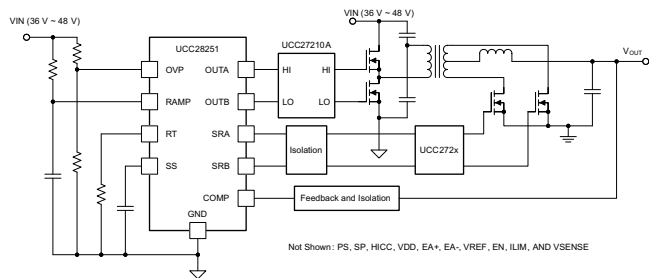 VIN (36 V ~ 48 V)
VIN (36 V ~ 48 V)
UCC28251
UCC27210A
VOUT
OVP OUTA
HI HI
RAMP OUTB
LO LO
RT SRA
Isolation
UCC272x
SS SRB
COMP
Feedback and Isolation
GND
Not Shown: PS, SP, HICC, VDD, EA+, EA-, VREF, EN, ILIM, AND VSENSE